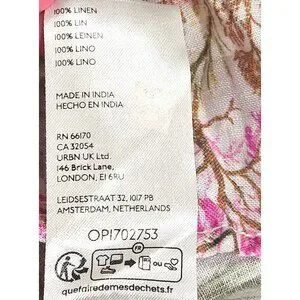 100% LINEN
100% LIN
100% LEINEN
100% LINO
100% LINO
MADE IN INDIA
HECHO EN INDIA
RN 66170
CA 32054
URBN UK Ltd.
146 Brick Lane,
LONDON, E1 6RU
LEIDSESTRAAT 32, 1017 PB
AMSTERDAM, NETHERLANDS
OP1702753
FR
ou
quefairedemesdechets.fr